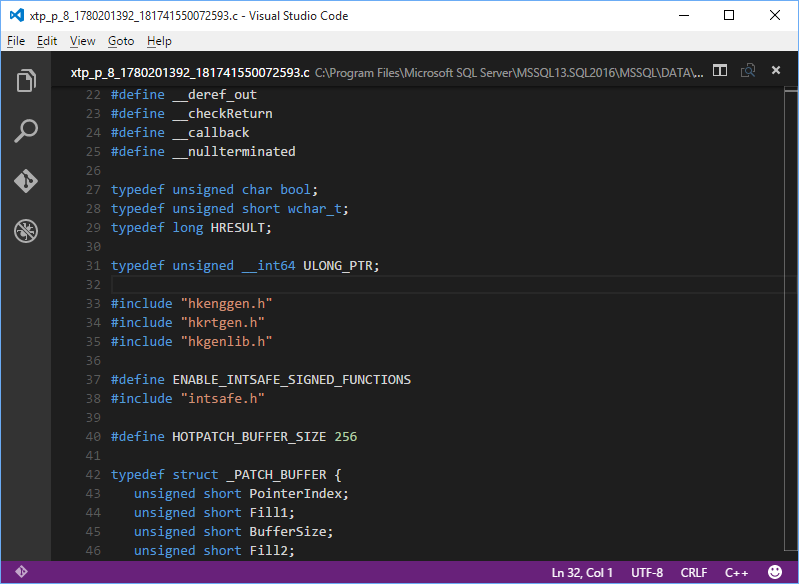 xtp_p_8_1780201392_181741550072593.c - Visual Studio Code
File Edit View Goto Help
xtp_p_8_1780201392_181741550072593.c C:\Program Files\Microsoft SQL Server\MSSQL13.SQL2016\MSSQL\DATA\...
22 #define __deref_out
23 #define __checkReturn
24 #define __callback
25 #define __nullterminated
26
27 typedef unsigned char bool;
28 typedef unsigned short wchar_t;
29 typedef long HRESULT;
30
31 typedef unsigned __int64 ULONG_PTR;
32
33 #include "hkenggen.h"
34 #include "hkrtgen.h"
35 #include "hkgenlib.h"
36
37 #define ENABLE_INTSAFE_SIGNED_FUNCTIONS
38 #include "intsafe.h"
39
40 #define HOTPATCH_BUFFER_SIZE 256
41
42 typedef struct _PATCH_BUFFER {
43 unsigned short PointerIndex;
44 unsigned short Fill1;
45 unsigned short BufferSize;
46 unsigned short Fill2;
Ln 32, Col 1 UTF-8 CRLF C++